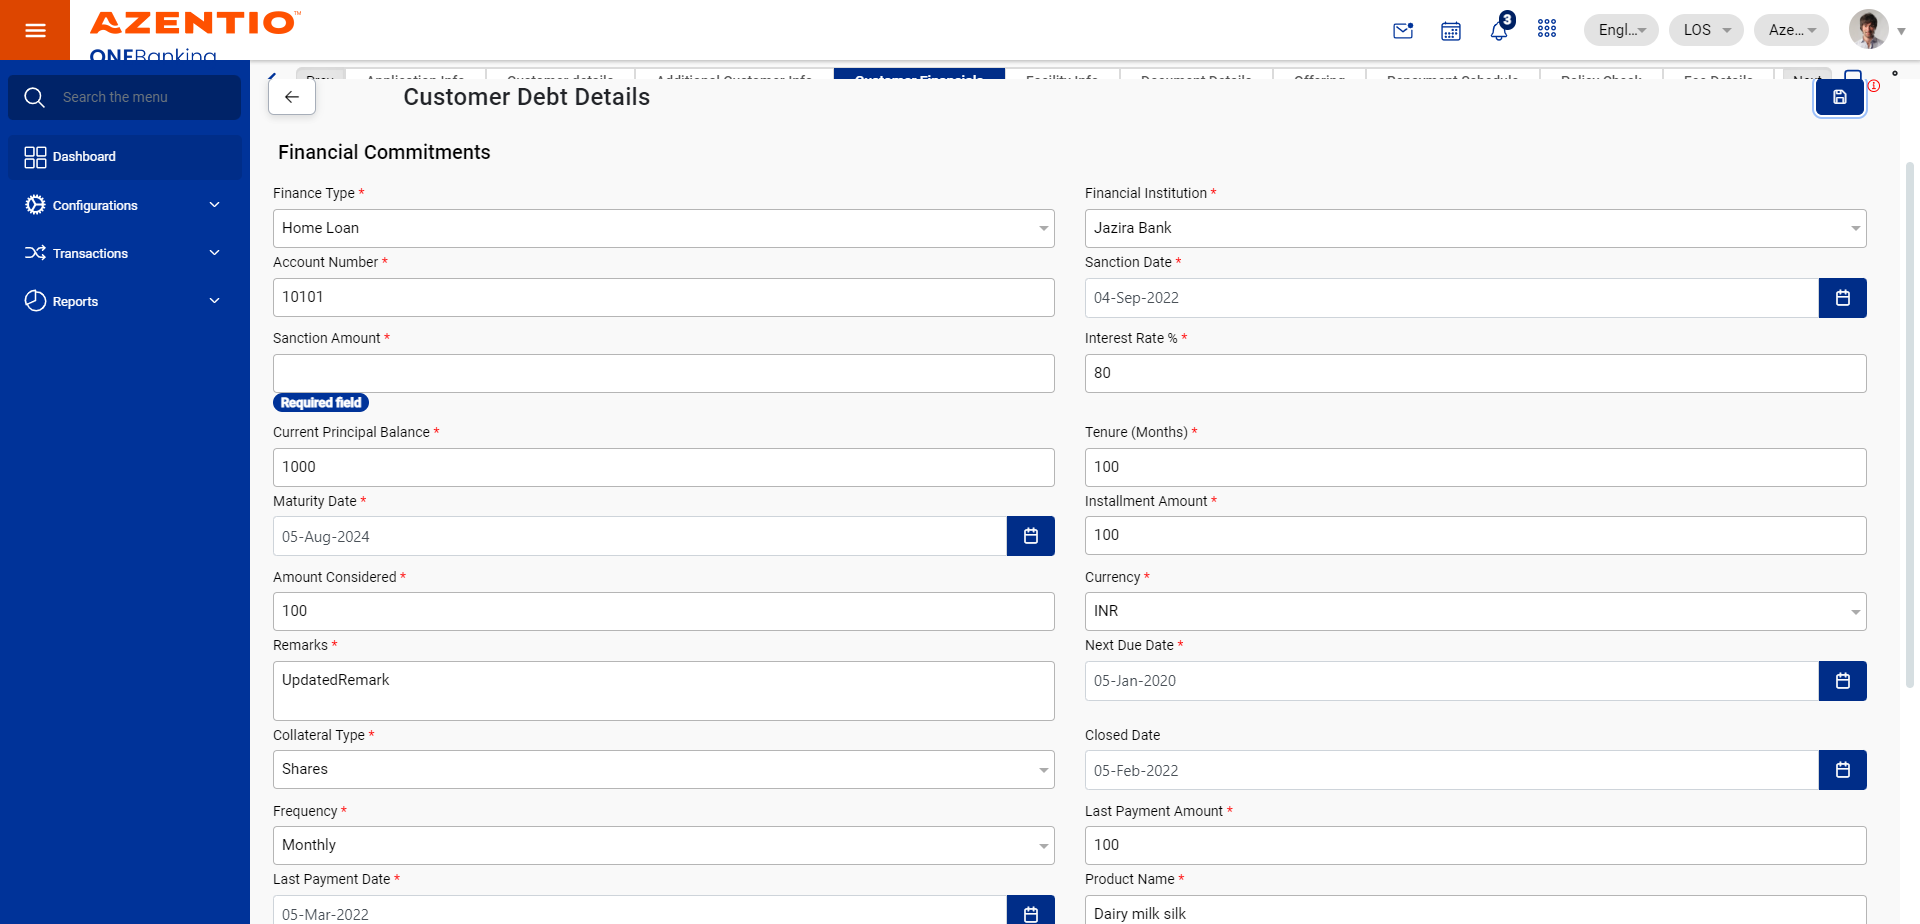 AZENTIO™
ONEBanking
3
Engl...
LOS
Aze...
Search the menu
Dashboard
Configurations
Transactions
Reports
Prev
Application Info
Customer details
Additional Customer Info
Customer Financials
Facility Info
Document Details
Offering
Repayment Schedule
Policy Check
Fee Details
Next
Customer Debt Details
Financial Commitments
Finance Type *
Financial Institution *
Home Loan
Jazira Bank
Account Number *
Sanction Date *
10101
04-Sep-2022
Sanction Amount *
Interest Rate % *
80
Required field
Current Principal Balance *
Tenure (Months) *
1000
100
Maturity Date *
Installment Amount *
05-Aug-2024
100
Amount Considered *
Currency *
100
INR
Remarks *
Next Due Date *
UpdatedRemark
05-Jan-2020
Collateral Type *
Closed Date
Shares
05-Feb-2022
Frequency *
Last Payment Amount *
Monthly
100
Last Payment Date *
Product Name *
05-Mar-2022
Dairy milk silk